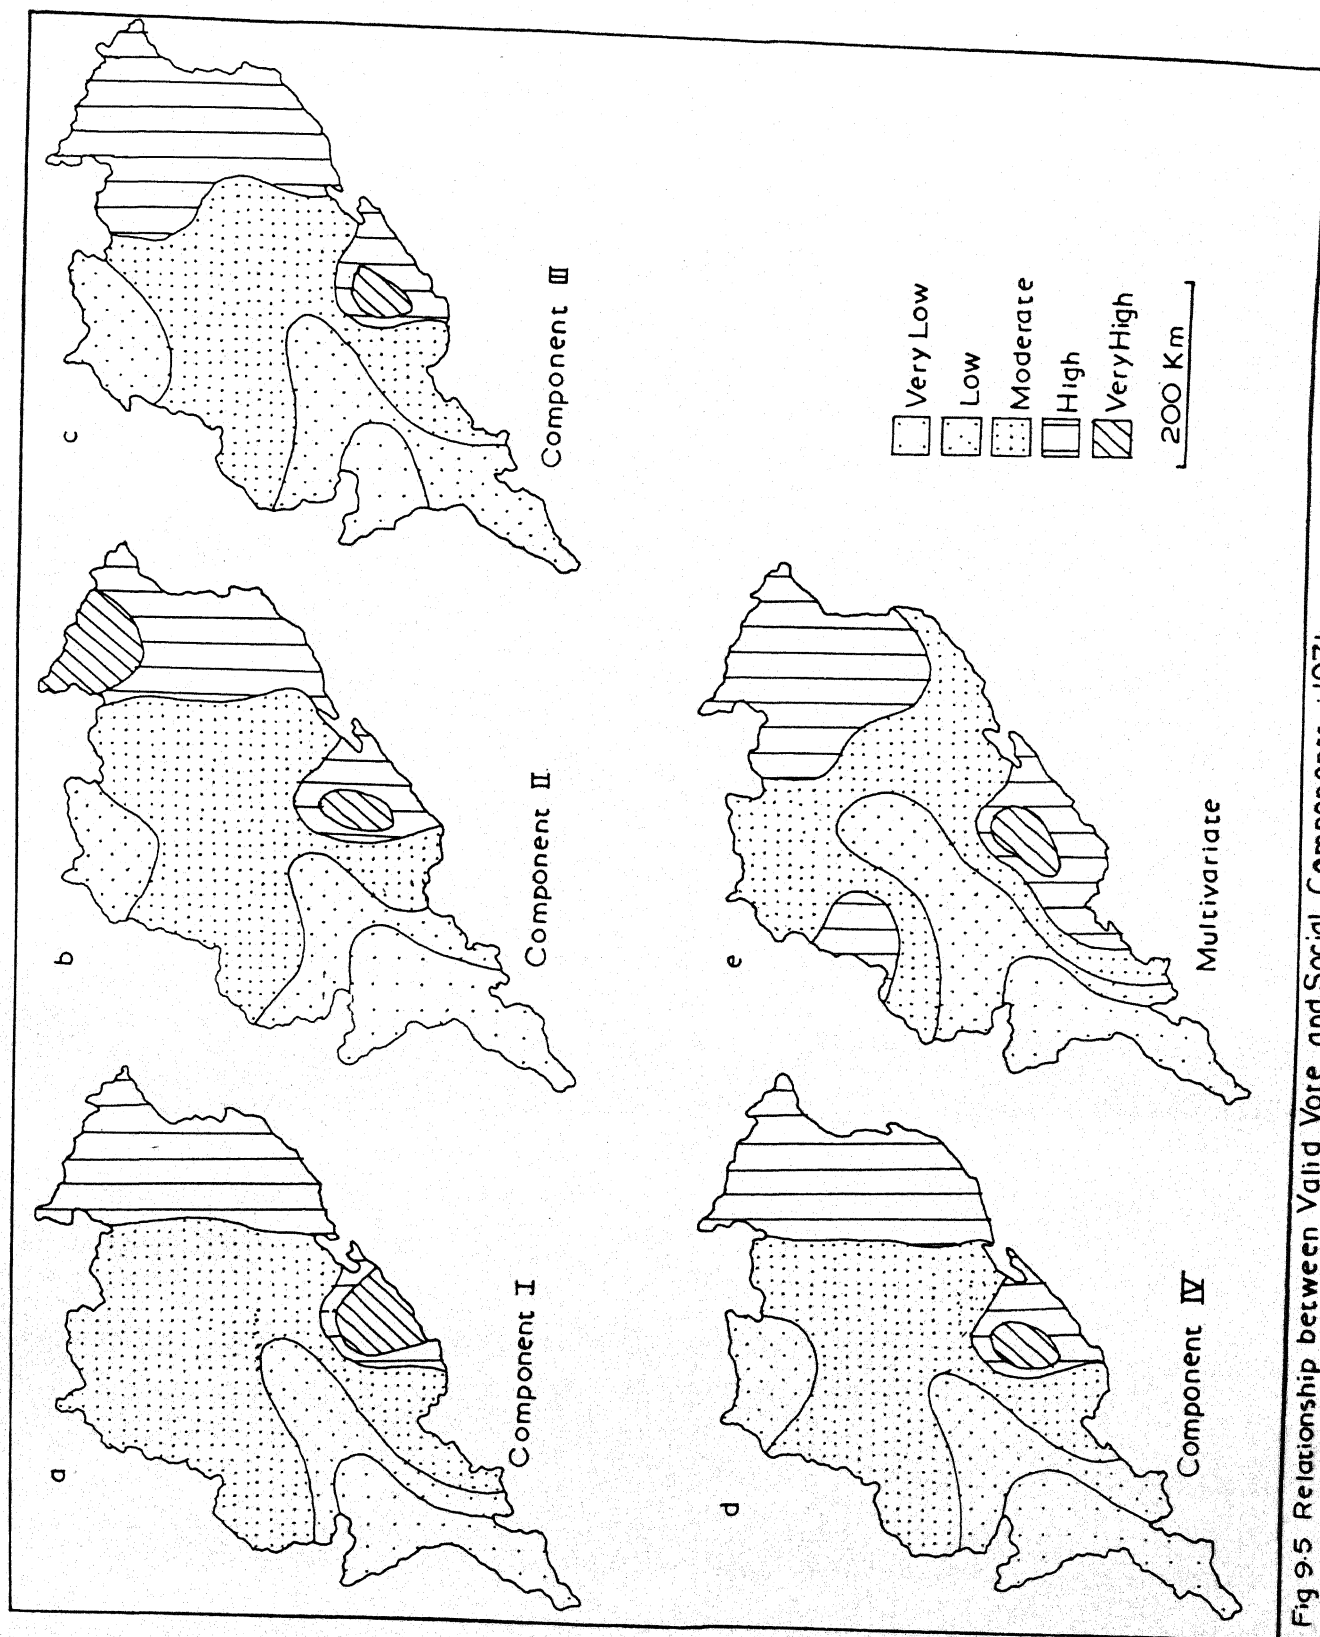 a
Component I
b
Component II
c
Component III
d
Component IV
e
Multivariate
Very Low
Low
Moderate
High
Very High
200 Km
Fig 9.5 Relationship between Valid Vote and Social Components, 1971